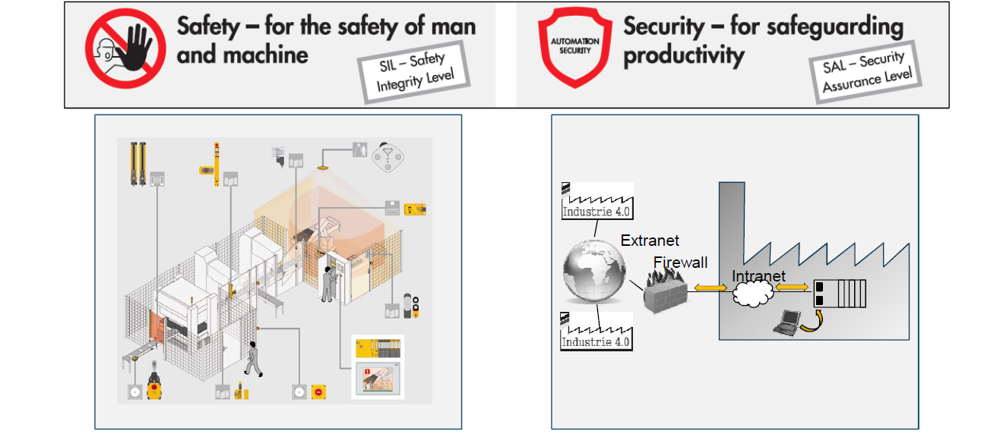 Safety – for the safety of man
and machine
SIL – Safety
Integrity Level
AUTOMATION
SECURITY
Security – for safeguarding
productivity
SAL – Security
Assurance Level
Industrie 4.0
Extranet
Firewall
Intranet
Industrie 4.0